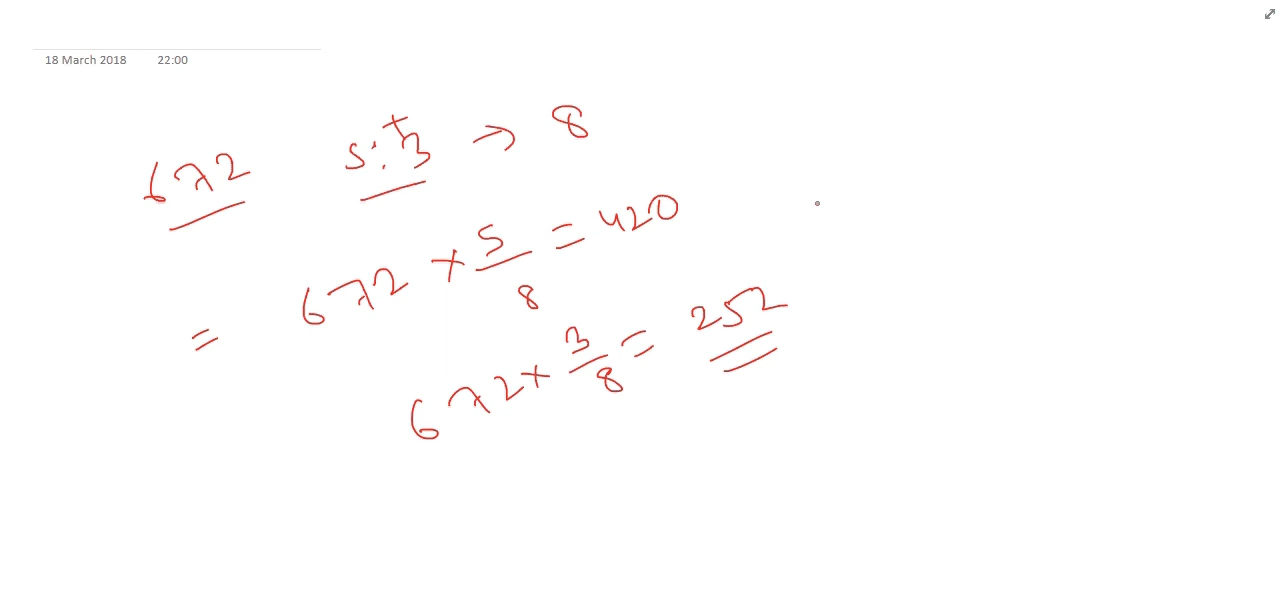 18 March 2018 22:00
672 5:3 → 8
= 672 × 5/8 = 420
672 × 3/8 = 252